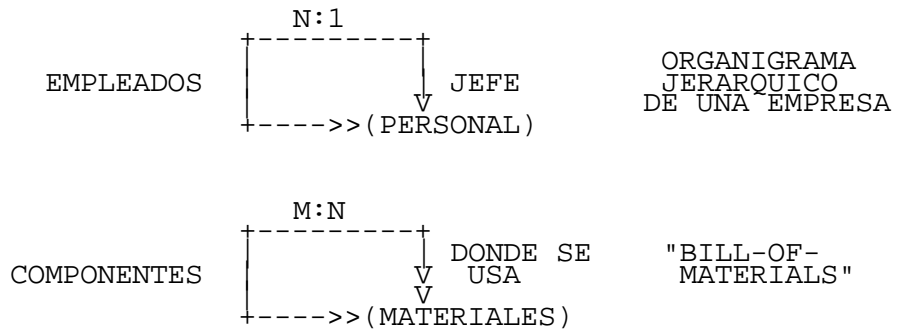 N:1
EMPLEADOS
JEFE
ORGANIGRAMA
JERARQUICO
DE UNA EMPRESA
+---->>(PERSONAL)
M:N
COMPONENTES
DONDE SE
USA
"BILL-OF-
MATERIALS"
+---->>(MATERIALES)